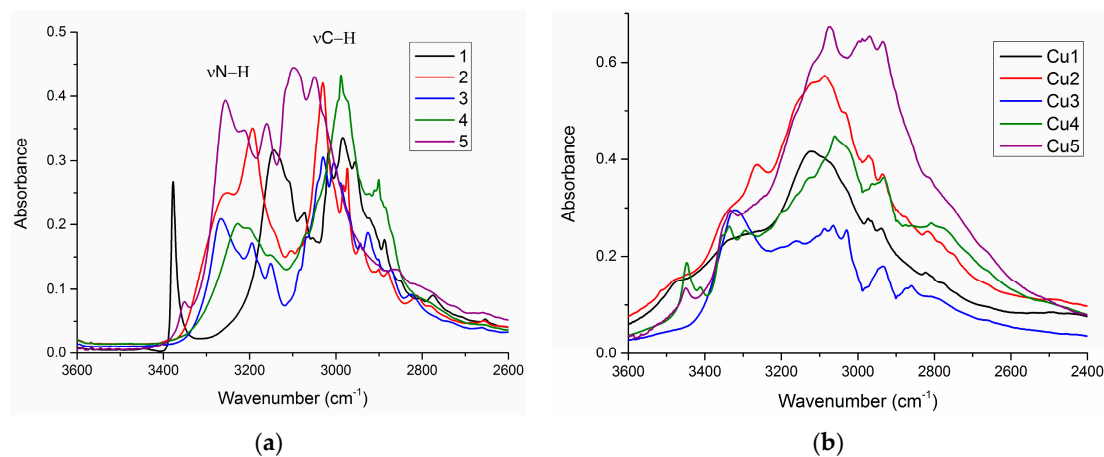 νC–H
νN–H
1
2
3
4
5
0.5
0.4
0.3
0.2
0.1
0.0
Absorbance
3600 3400 3200 3000 2800 2600
Wavenumber (cm⁻¹)
(a)
Cu1
Cu2
Cu3
Cu4
Cu5
0.6
0.4
0.2
0.0
Absorbance
3600 3400 3200 3000 2800 2600 2400
Wavenumber (cm⁻¹)
(b)